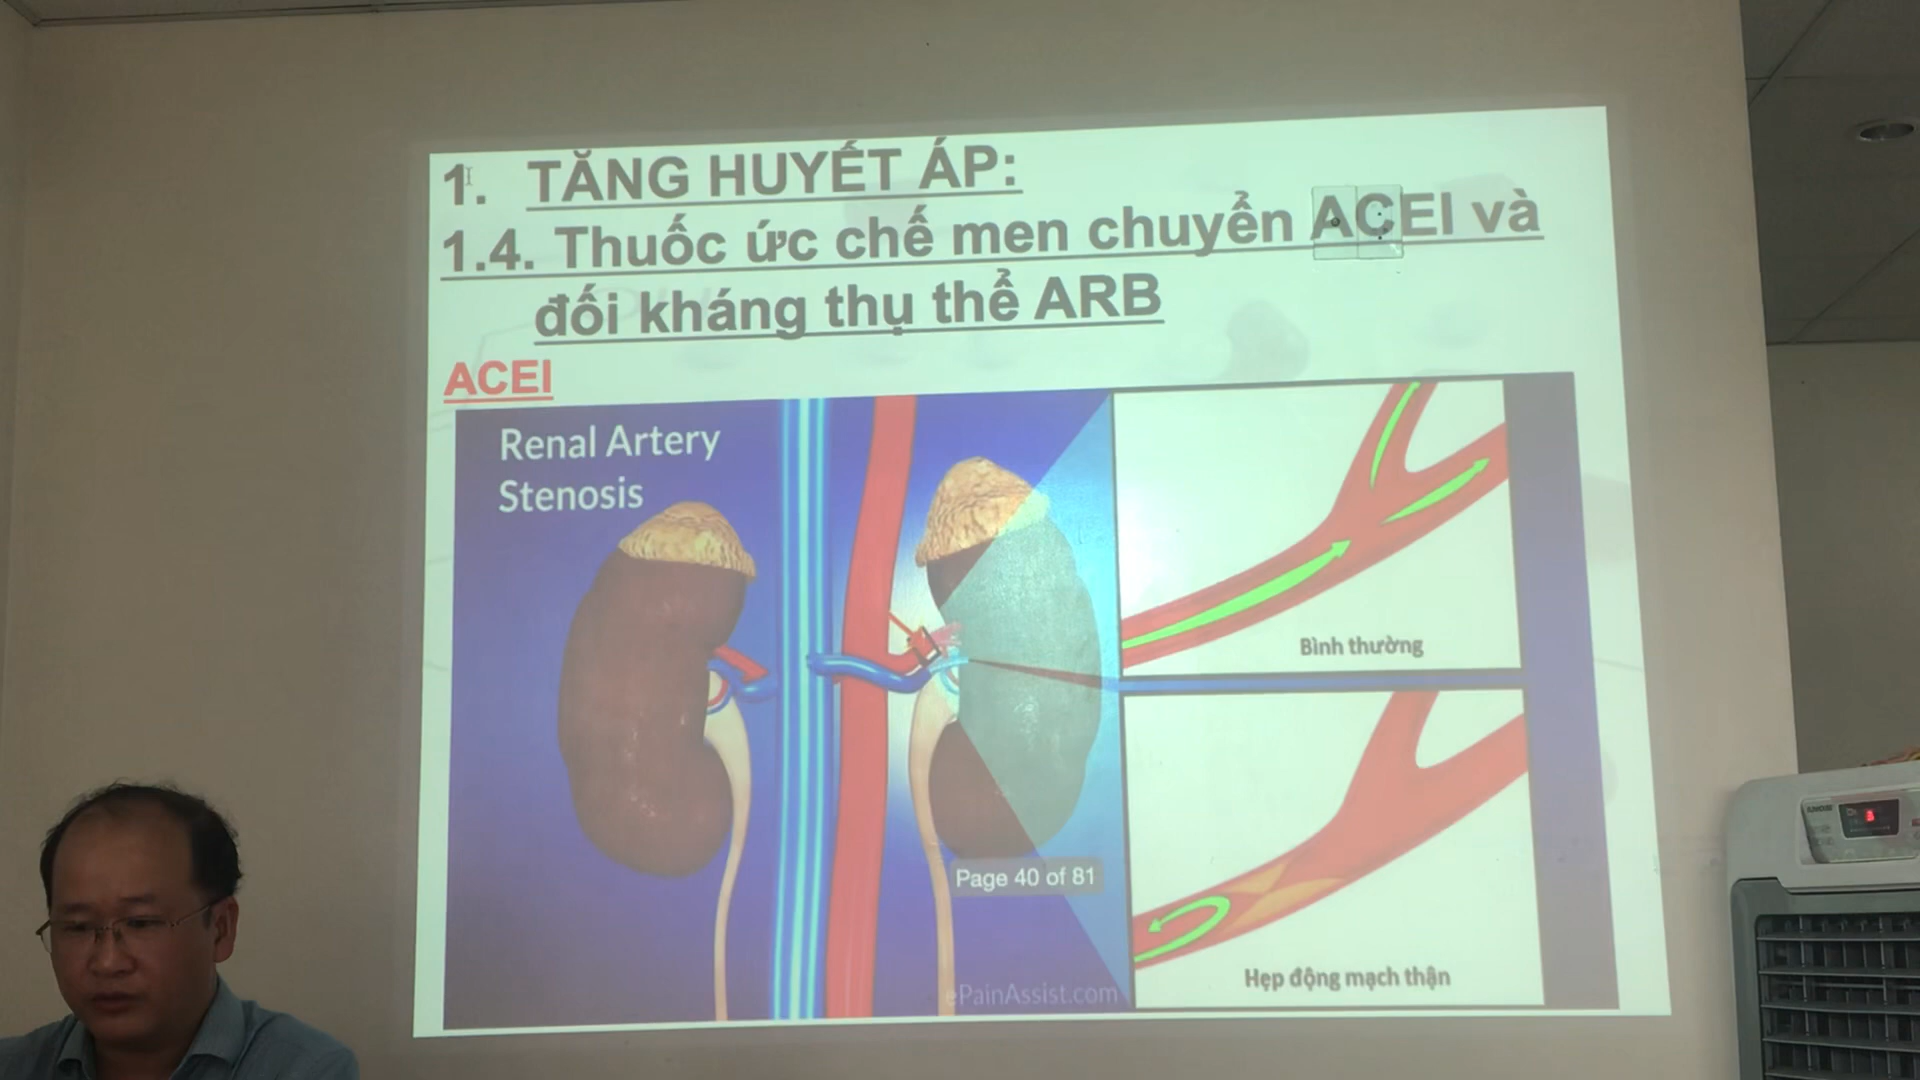 1. TĂNG HUYẾT ÁP:
1.4. Thuốc ức chế men chuyển ACEI và
đối kháng thụ thể ARB
ACEI
Renal Artery
Stenosis
Bình thường
Page 40 of 81
Hẹp động mạch thận
ePainAssist.com